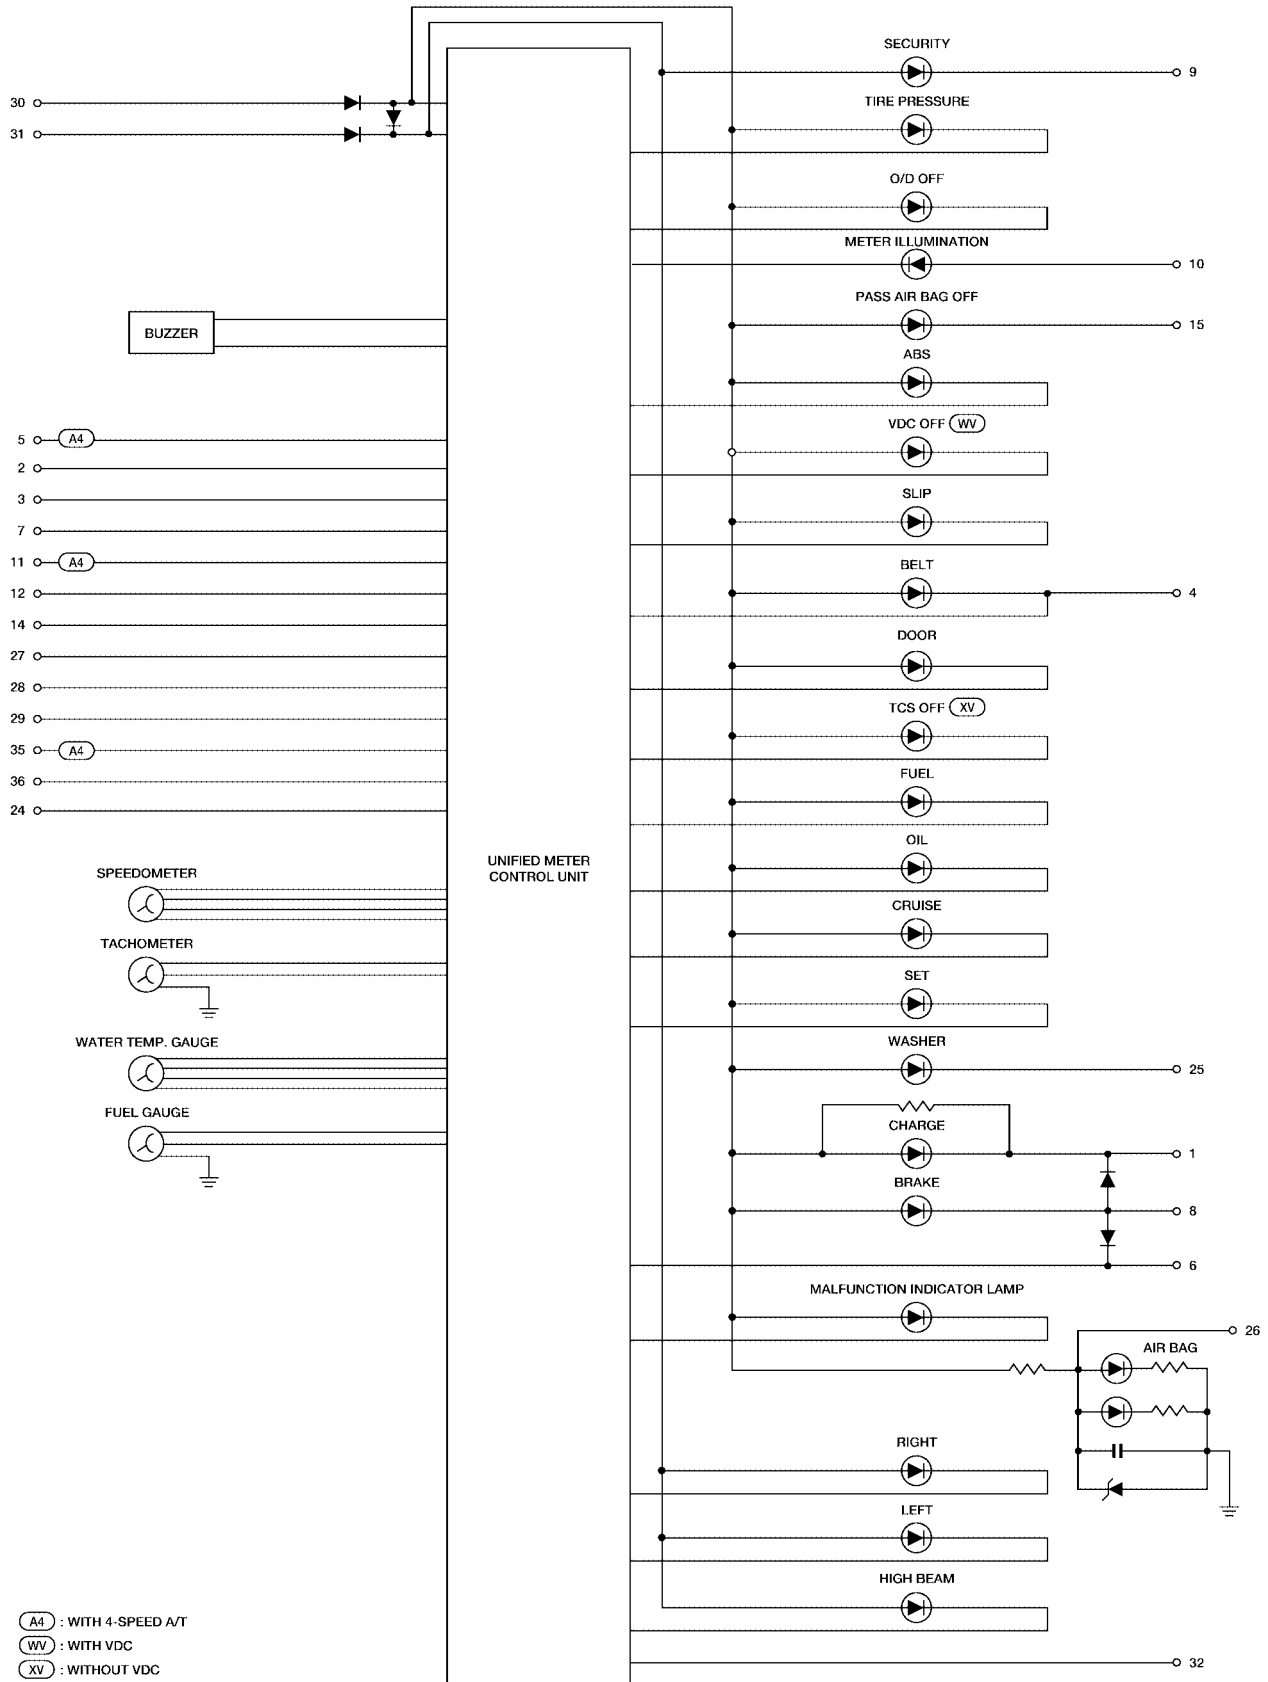 SECURITY
9
TIRE PRESSURE
30
31
O/D OFF
METER ILLUMINATION
10
PASS AIR BAG OFF
15
BUZZER
ABS
VDC OFF WV
5 A4
2
SLIP
3
7
11 A4
BELT
12
4
14
DOOR
27
28
TCS OFF XV
29
35 A4
FUEL
36
24
OIL
UNIFIED METER
CONTROL UNIT
SPEEDOMETER
CRUISE
TACHOMETER
SET
WATER TEMP. GAUGE
WASHER
25
FUEL GAUGE
CHARGE
1
BRAKE
8
6
MALFUNCTION INDICATOR LAMP
26
AIR BAG
RIGHT
LEFT
HIGH BEAM
A4 : WITH 4-SPEED A/T
WV : WITH VDC
XV : WITHOUT VDC
32